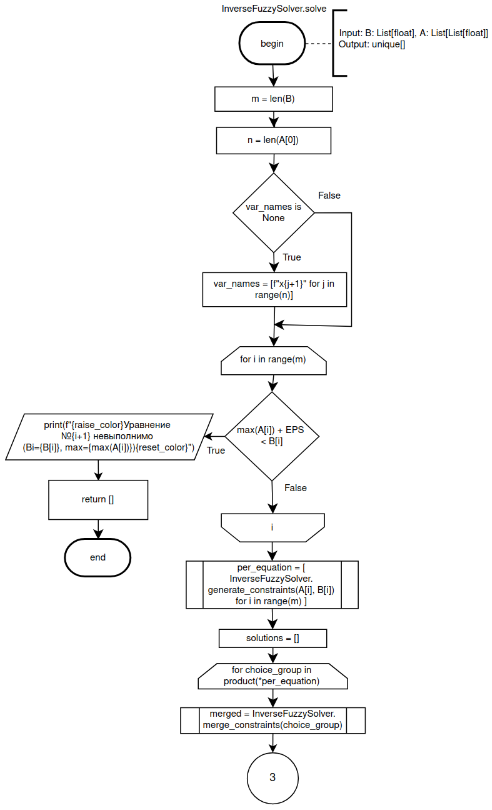 InverseFuzzySolver.solve
begin
Input: B: List[float], A: List[List[float]]
Output: unique[]
m = len(B)
n = len(A[0])
var_names is
None
False
True
var_names = [f"x{j+1}" for j in
range(n)]
for i in range(m)
max(A[i]) + EPS
< B[i]
True
False
print(f"{raise_color}Уравнение
№{i+1} невыполнимо
(Bi={B[i]}, max={max(A[i])}){reset_color}")
return []
end
i
per_equation = [
InverseFuzzySolver.
generate_constraints(A[i], B[i])
for i in range(m) ]
solutions = []
for choice_group in
product(*per_equation)
merged = InverseFuzzySolver.
merge_constraints(choice_group)
3